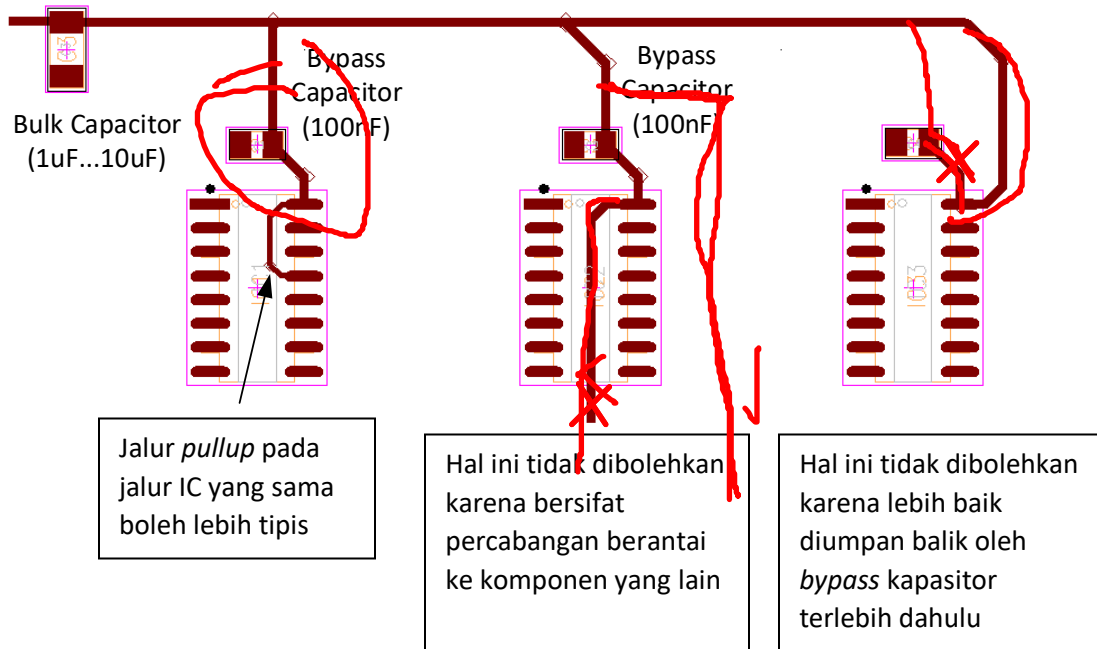 Bulk Capacitor
(1uF...10uF)
Bypass
Capacitor
(100nF)
Bypass
Capacitor
(100nF)
Jalur pullup pada
jalur IC yang sama
boleh lebih tipis
Hal ini tidak dibolehkan
karena bersifat
percabangan berantai
ke komponen yang lain
Hal ini tidak dibolehkan
karena lebih baik
diumpan balik oleh
bypass kapasitor
terlebih dahulu